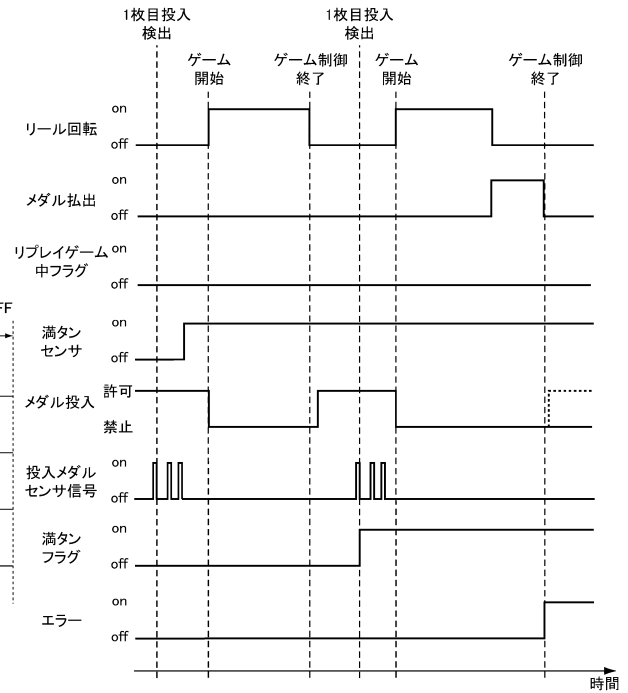 1枚目投入
検出
1枚目投入
検出
ゲーム
開始
ゲーム制御
終了
ゲーム
開始
ゲーム制御
終了
リール回転
on
off
メダル払出
on
off
リプレイゲーム
中フラグ
on
off
FF
満タン
センサ
on
off
メダル投入
許可
禁止
投入メダル
センサ信号
on
off
満タン
フラグ
on
off
エラー
on
off
時間